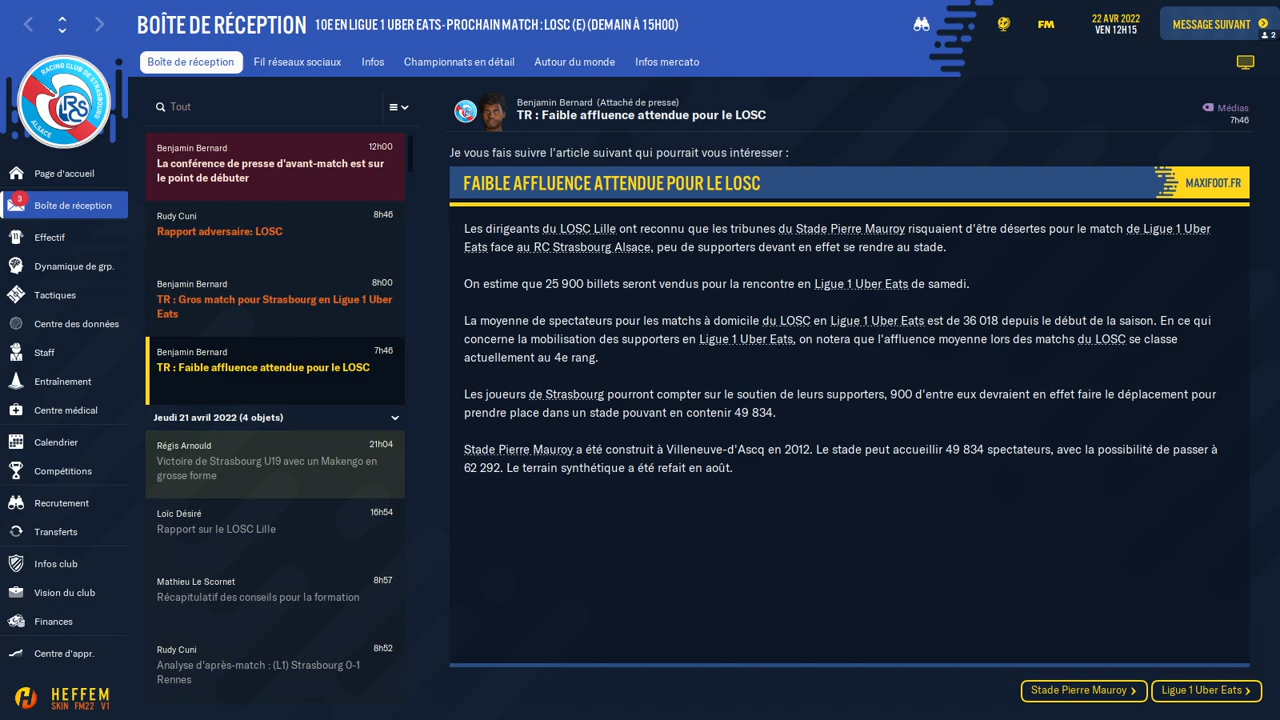 BOÎTE DE RÉCEPTION
10E EN LIGUE 1 UBER EATS - PROCHAIN MATCH : LOSC (E) (DEMAIN À 15H00)
FM
22 AVR 2022
VEN 12H15
MESSAGE SUIVANT
2
Boîte de réception
Fil réseaux sociaux
Infos
Championnats en détail
Autour du monde
Infos mercato
RACING CLUB DE STRASBOURG
RCS
ALSACE
Page d'accueil
3
Boîte de réception
Effectif
Dynamique de grp.
Tactiques
Centre des données
Staff
Entraînement
Centre médical
Calendrier
Compétitions
Recrutement
Transferts
Infos club
Vision du club
Finances
Centre d'appr.
HEFFEM
SKIN FM22 V1
Tout
Benjamin Bernard
12h00
La conférence de presse d'avant-match est sur
le point de débuter
Rudy Cuni
8h46
Rapport adversaire: LOSC
Benjamin Bernard
8h00
TR : Gros match pour Strasbourg en Ligue 1 Uber
Eats
Benjamin Bernard
7h46
TR : Faible affluence attendue pour le LOSC
Jeudi 21 avril 2022 (4 objets)
Régis Arnould
21h04
Victoire de Strasbourg U19 avec un Makengo en
grosse forme
Loïc Désiré
16h54
Rapport sur le LOSC Lille
Mathieu Le Scornet
8h57
Récapitulatif des conseils pour la formation
Rudy Cuni
8h52
Analyse d'après-match : (L1) Strasbourg 0-1
Rennes
Benjamin Bernard (Attaché de presse)
TR : Faible affluence attendue pour le LOSC
Médias
7h46
Je vous fais suivre l'article suivant qui pourrait vous intéresser :
FAIBLE AFFLUENCE ATTENDUE POUR LE LOSC
MAXIFOOT.FR
Les dirigeants du LOSC Lille ont reconnu que les tribunes du Stade Pierre Mauroy risquaient d'être désertes pour le match de Ligue 1 Uber
Eats face au RC Strasbourg Alsace, peu de supporters devant en effet se rendre au stade.
On estime que 25 900 billets seront vendus pour la rencontre en Ligue 1 Uber Eats de samedi.
La moyenne de spectateurs pour les matchs à domicile du LOSC en Ligue 1 Uber Eats est de 36 018 depuis le début de la saison. En ce qui
concerne la mobilisation des supporters en Ligue 1 Uber Eats, on notera que l'affluence moyenne lors des matchs du LOSC se classe
actuellement au 4e rang.
Les joueurs de Strasbourg pourront compter sur le soutien de leurs supporters, 900 d'entre eux devraient en effet faire le déplacement pour
prendre place dans un stade pouvant en contenir 49 834.
Stade Pierre Mauroy a été construit à Villeneuve-d'Ascq en 2012. Le stade peut accueillir 49 834 spectateurs, avec la possibilité de passer à
62 292. Le terrain synthétique a été refait en août.
Stade Pierre Mauroy
Ligue 1 Uber Eats